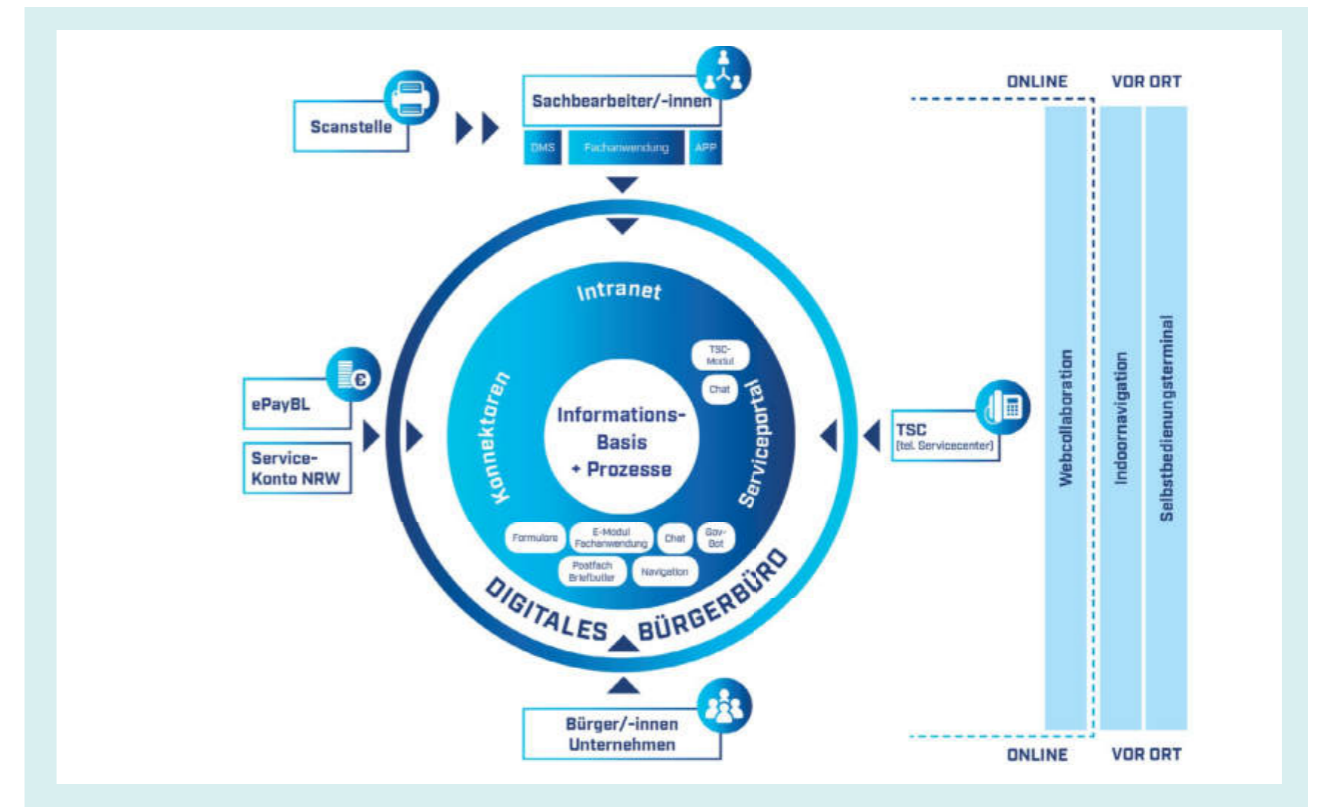 ONLINE
VOR ORT
Scanstelle
Sachbearbeiter/-innen
DMS
Fachanwendung
APP
Intranet
Konnektoren
Serviceportal
TSC-
Modul
Chat
Informations-
Basis
+ Prozesse
ePayBL
Service-
Konto NRW
TSC
(tel. Servicecenter)
Formulare
E-Modul
Fachanwendung
Chat
Gov-
Bot
Postfach
Briefbutler
Navigation
DIGITALES BÜRGERBÜRO
Bürger/-innen
Unternehmen
Webcollaboration
Indoornavigation
Selbstbedienungsterminal
ONLINE
VOR ORT